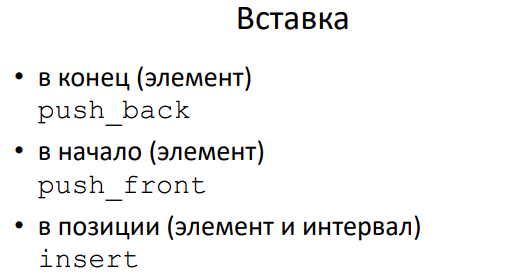 Вставка
• в конец (элемент)
push_back
• в начало (элемент)
push_front
• в позиции (элемент и интервал)
insert